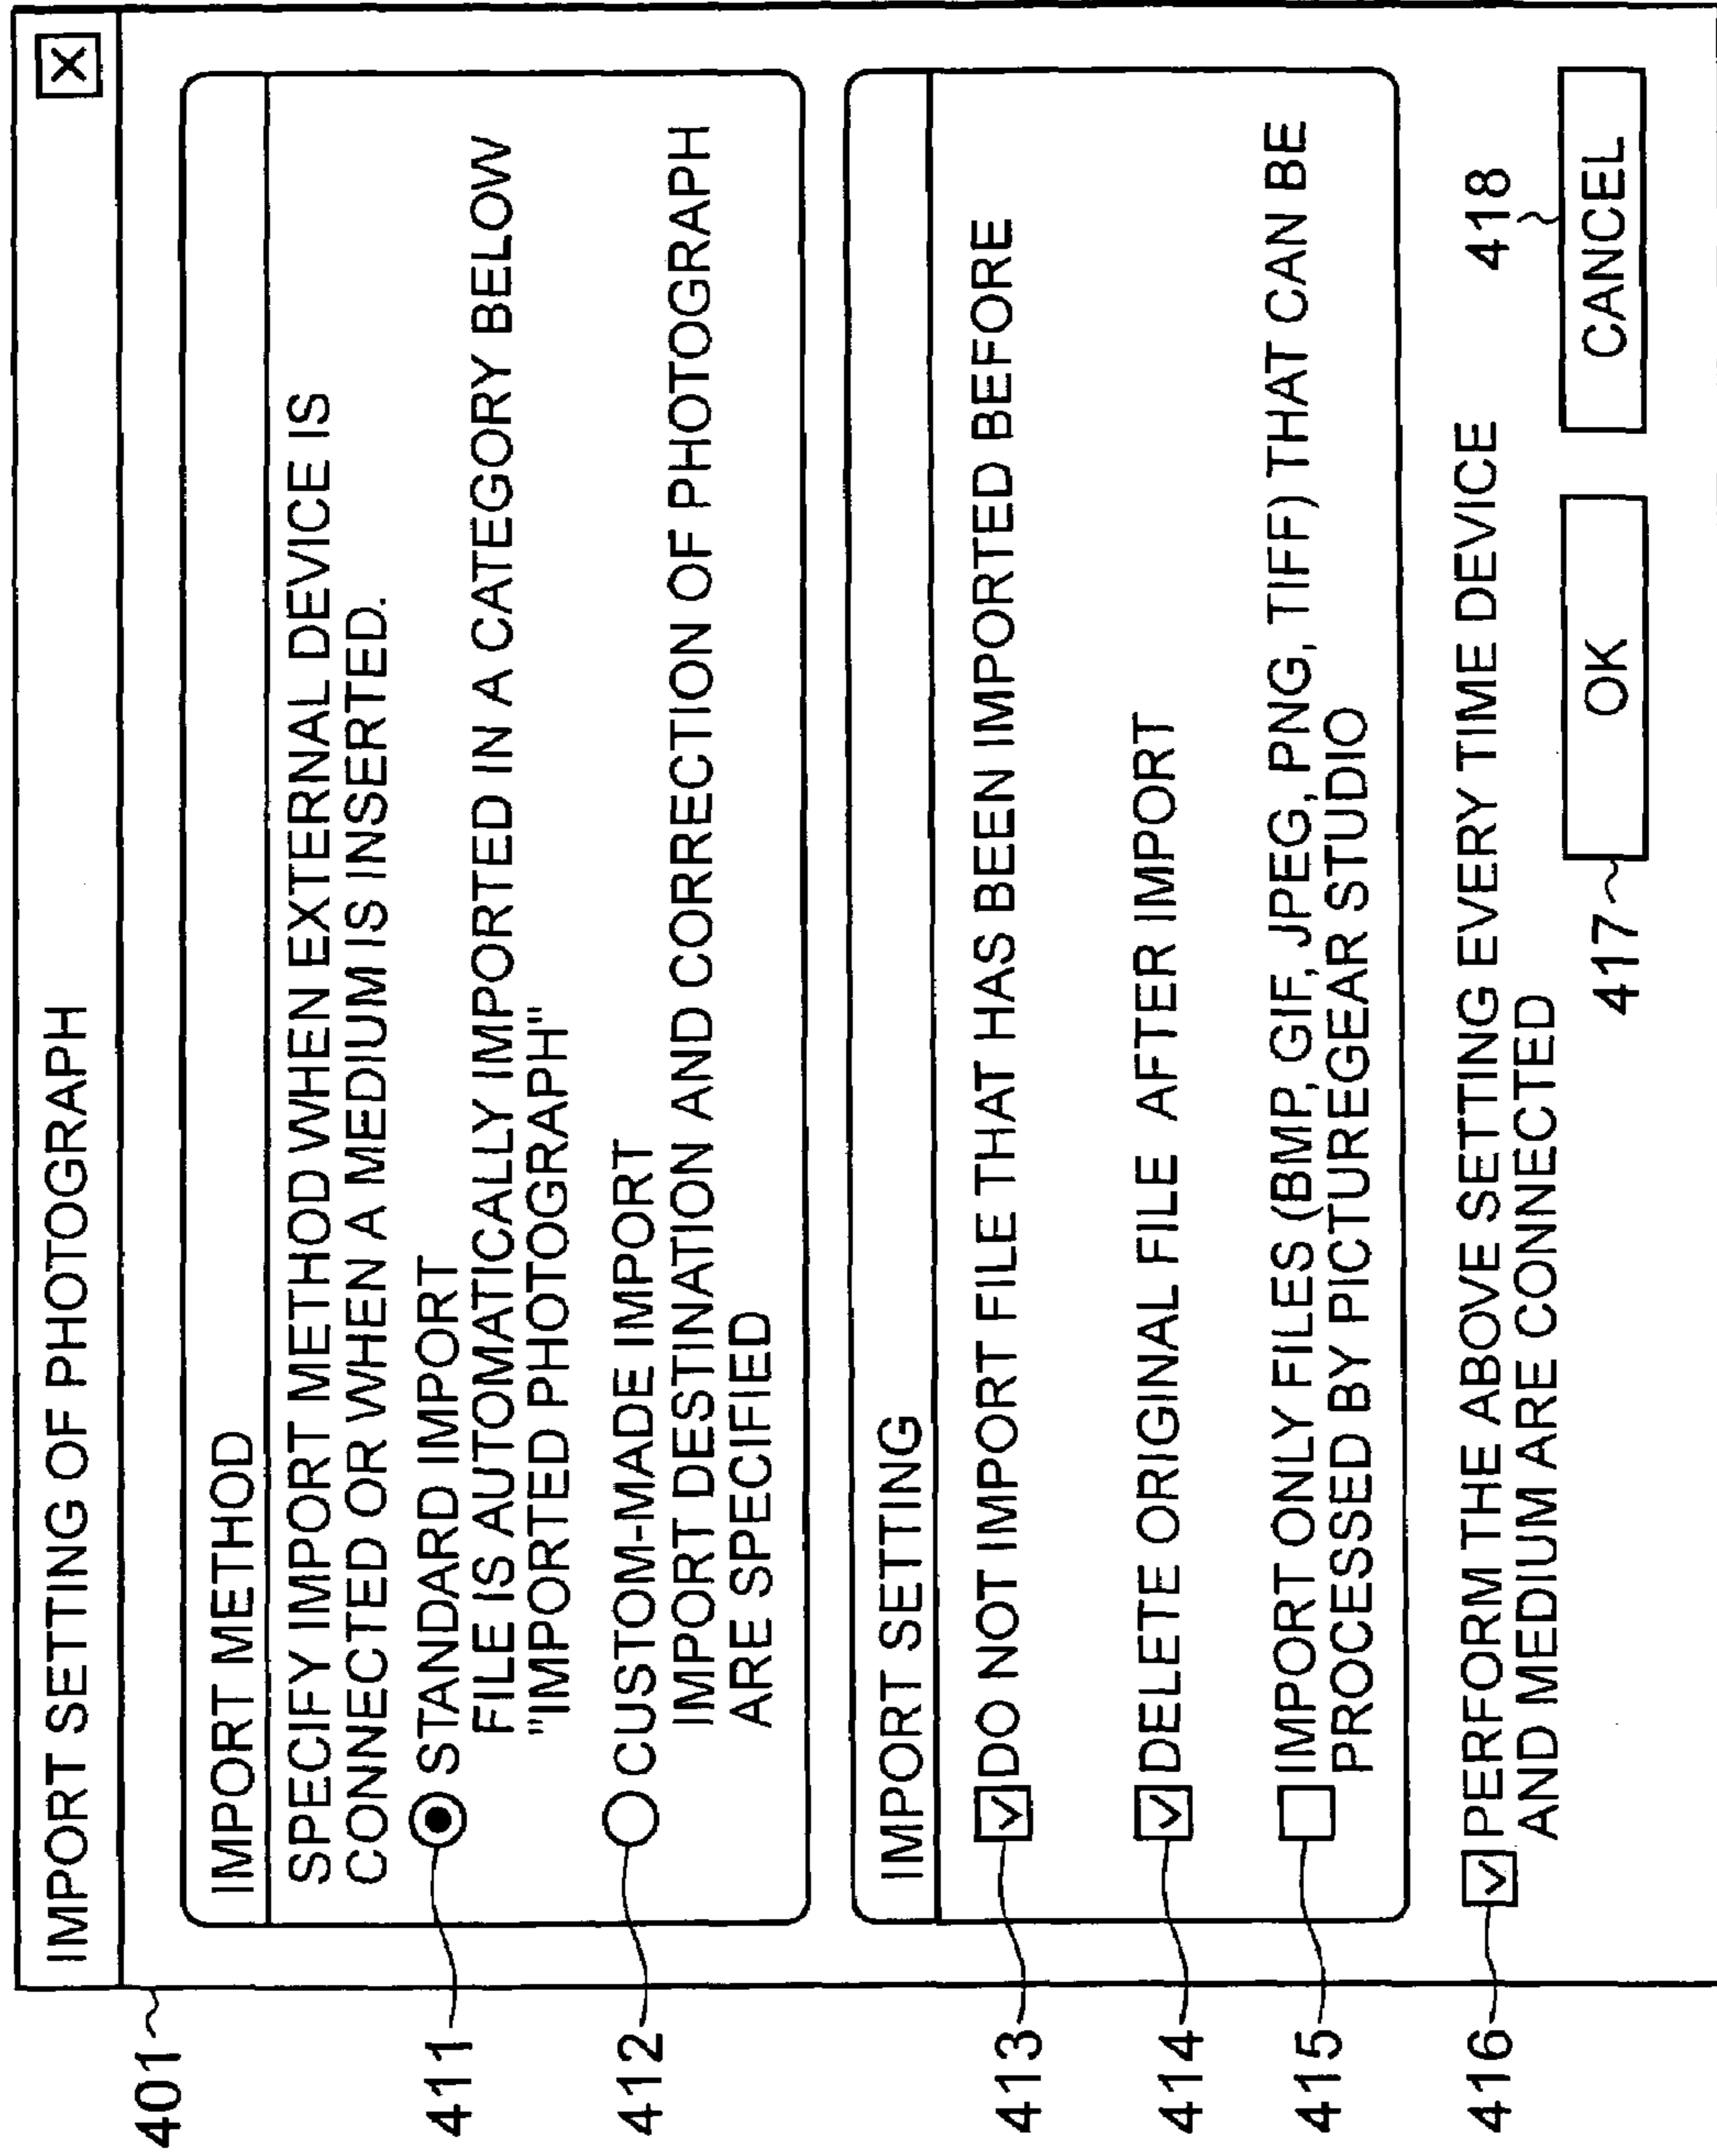 IMPORT SETTING OF PHOTOGRAPH
X
401
IMPORT METHOD
SPECIFY IMPORT METHOD WHEN EXTERNAL DEVICE IS
CONNECTED OR WHEN A MEDIUM IS INSERTED.
411
STANDARD IMPORT
FILE IS AUTOMATICALLY IMPORTED IN A CATEGORY BELOW
"IMPORTED PHOTOGRAPH"
412
CUSTOM-MADE IMPORT
IMPORT DESTINATION AND CORRECTION OF PHOTOGRAPH
ARE SPECIFIED
IMPORT SETTING
413
DO NOT IMPORT FILE THAT HAS BEEN IMPORTED BEFORE
414
DELETE ORIGINAL FILE AFTER IMPORT
415
IMPORT ONLY FILES (BMP, GIF, JPEG, PNG, TIFF) THAT CAN BE
PROCESSED BY PICTUREGEAR STUDIO
416
PERFORM THE ABOVE SETTING EVERY TIME DEVICE
AND MEDIUM ARE CONNECTED
417
OK
418
CANCEL